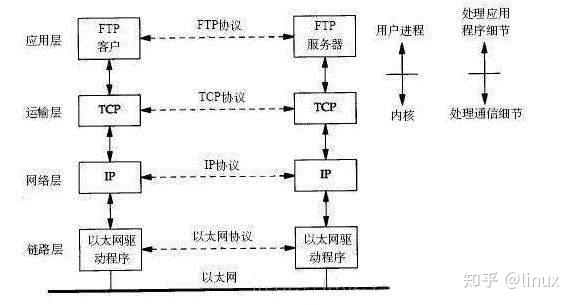 应用层
FTP
客户
FTP协议
FTP
服务器
用户进程
处理应用
程序细节
运输层
TCP
TCP协议
TCP
内核
处理通信细节
网络层
IP
IP协议
IP
链路层
以太网驱
动程序
以太网协议
以太网驱
动程序
以太网
知乎 @linux